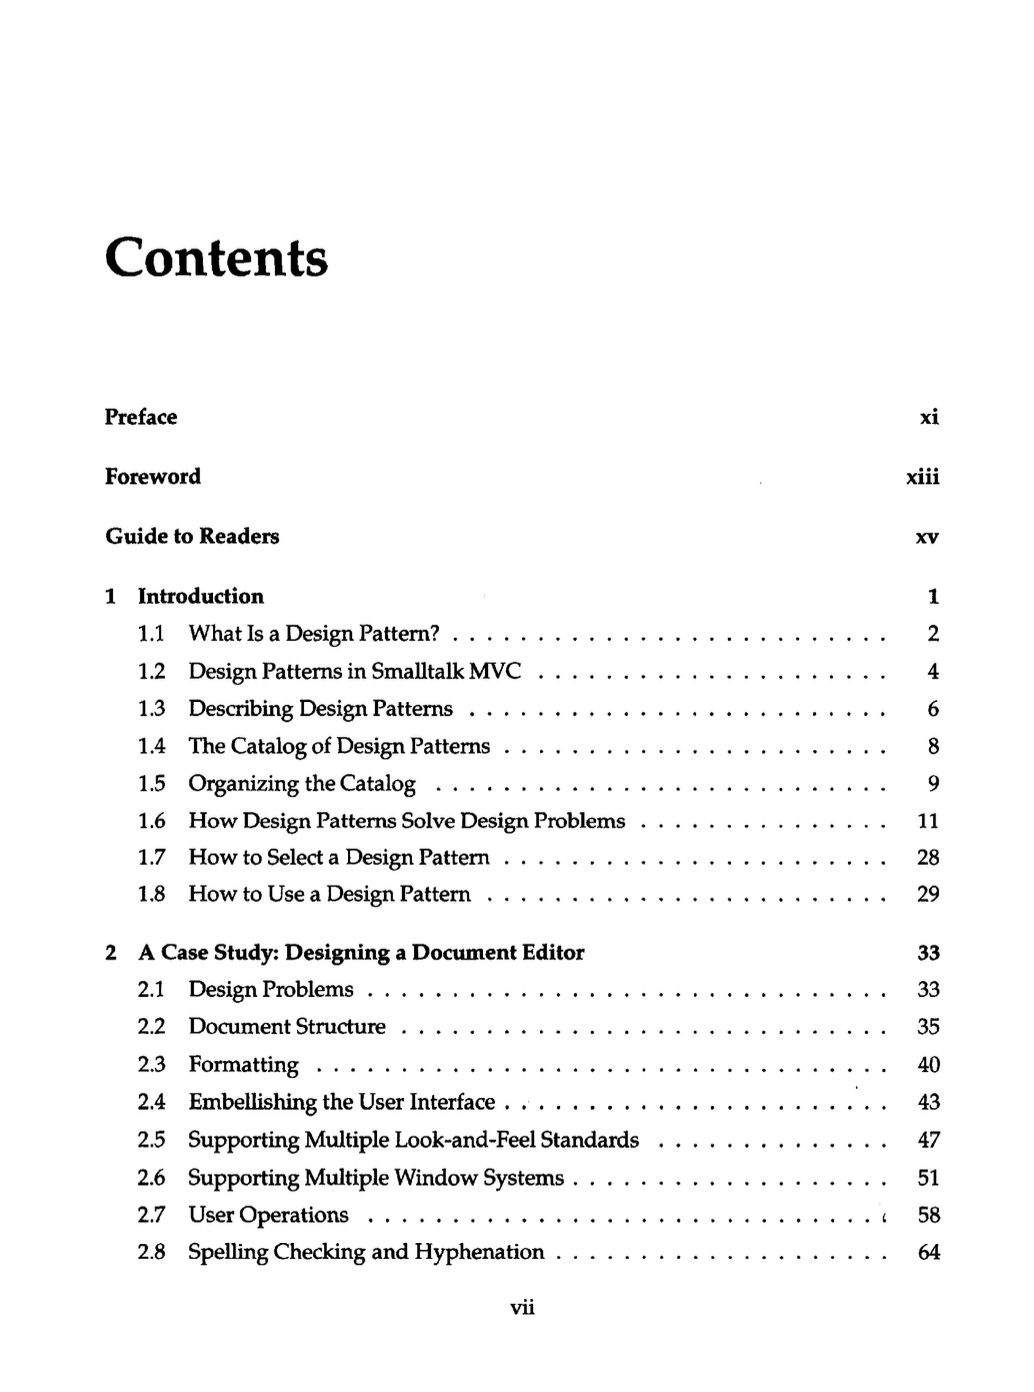 Contents
Preface xi
Foreword xiii
Guide to Readers xv
1 Introduction 1
1.1 What Is a Design Pattern? . . . . . . . . . . . . . . . . . . . . . . . . . . 2
1.2 Design Patterns in Smalltalk MVC . . . . . . . . . . . . . . . . . . . . . 4
1.3 Describing Design Patterns . . . . . . . . . . . . . . . . . . . . . . . . . 6
1.4 The Catalog of Design Patterns . . . . . . . . . . . . . . . . . . . . . . . 8
1.5 Organizing the Catalog . . . . . . . . . . . . . . . . . . . . . . . . . . . 9
1.6 How Design Patterns Solve Design Problems . . . . . . . . . . . . . . . 11
1.7 How to Select a Design Pattern . . . . . . . . . . . . . . . . . . . . . . . 28
1.8 How to Use a Design Pattern . . . . . . . . . . . . . . . . . . . . . . . . 29
2 A Case Study: Designing a Document Editor 33
2.1 Design Problems . . . . . . . . . . . . . . . . . . . . . . . . . . . . . . . 33
2.2 Document Structure . . . . . . . . . . . . . . . . . . . . . . . . . . . . . 35
2.3 Formatting . . . . . . . . . . . . . . . . . . . . . . . . . . . . . . . . . . 40
2.4 Embellishing the User Interface . . . . . . . . . . . . . . . . . . . . . . . 43
2.5 Supporting Multiple Look-and-Feel Standards . . . . . . . . . . . . . . 47
2.6 Supporting Multiple Window Systems . . . . . . . . . . . . . . . . . . . 51
2.7 User Operations . . . . . . . . . . . . . . . . . . . . . . . . . . . . . . . 58
2.8 Spelling Checking and Hyphenation . . . . . . . . . . . . . . . . . . . . 64
vii